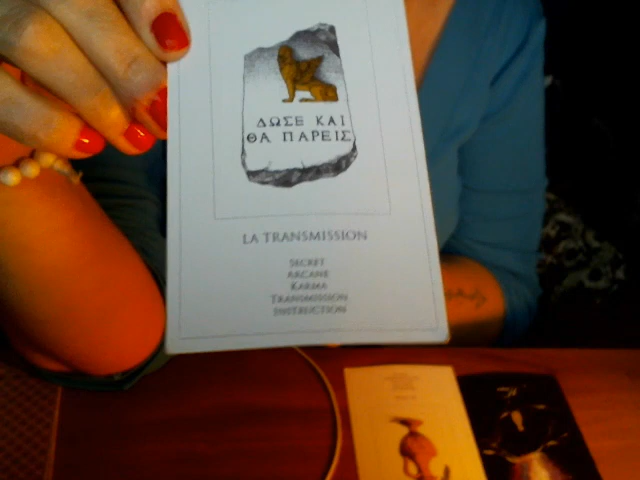 ΔΩΣΕ ΚΑΙ
ΘΑ ΠΑΡΕΙΣ
LA TRANSMISSION
SECRET
ARCANE
KARMA
TRANSMISSION
INSTRUCTION